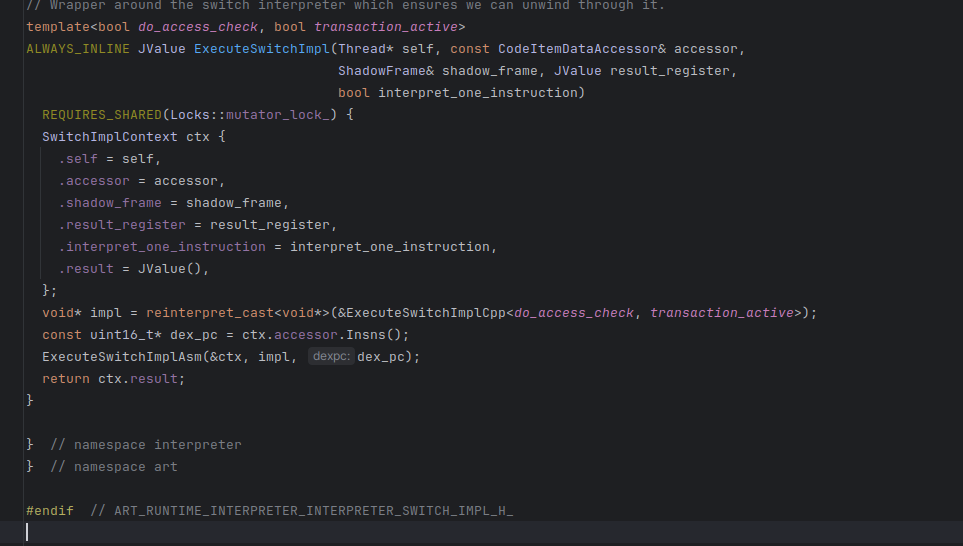 // Wrapper around the switch interpreter which ensures we can unwind through it.
template<bool do_access_check, bool transaction_active>
ALWAYS_INLINE JValue ExecuteSwitchImpl(Thread* self, const CodeItemDataAccessor& accessor,
                                       ShadowFrame& shadow_frame, JValue result_register,
                                       bool interpret_one_instruction)
  REQUIRES_SHARED(Locks::mutator_lock_) {
  SwitchImplContext ctx {
    .self = self,
    .accessor = accessor,
    .shadow_frame = shadow_frame,
    .result_register = result_register,
    .interpret_one_instruction = interpret_one_instruction,
    .result = JValue(),
  };
  void* impl = reinterpret_cast<void*>(&ExecuteSwitchImplCpp<do_access_check, transaction_active>);
  const uint16_t* dex_pc = ctx.accessor.Insns();
  ExecuteSwitchImplAsm(&ctx, impl, dexpc: dex_pc);
  return ctx.result;
}
}  // namespace interpreter
}  // namespace art
#endif  // ART_RUNTIME_INTERPRETER_INTERPRETER_SWITCH_IMPL_H_